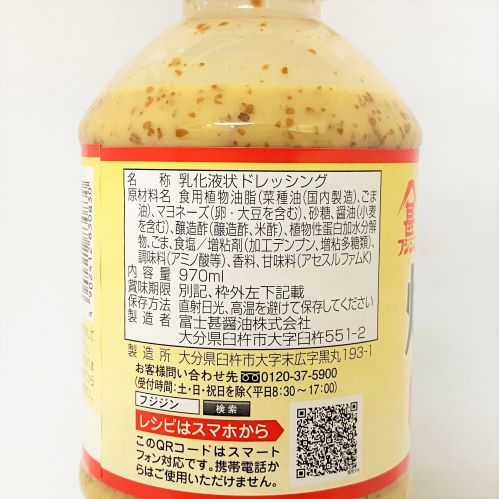 名称 乳化液状ドレッシング
原材料名 食用植物油脂(菜種油(国内製造)、ごま
油)、マヨネーズ(卵・大豆を含む)、砂糖、醤油(小麦
を含む)、醸造酢(醸造酢、米酢)、植物性蛋白加水分解
物、ごま、食塩/増粘剤(加工デンプン、増粘多糖類)、
調味料(アミノ酸等)、香料、甘味料(アセスルファムK)
内容量 970ml
賞味期限 別記、枠外左下記載
保存方法 直射日光、高温を避けて保存してください
製造者 富士甚醤油株式会社
大分県臼杵市大字臼杵551-2
製造所 大分県臼杵市大字末広字黒丸193-1
お客様問い合わせ先 0120-37-5900
(受付時間:土・日・祝日を除く平日8:30~17:00)
フジジン 検索
レシピはスマホから
このQRコードはスマート
フォン対応です。携帯電話か
らはご使用いただけません。